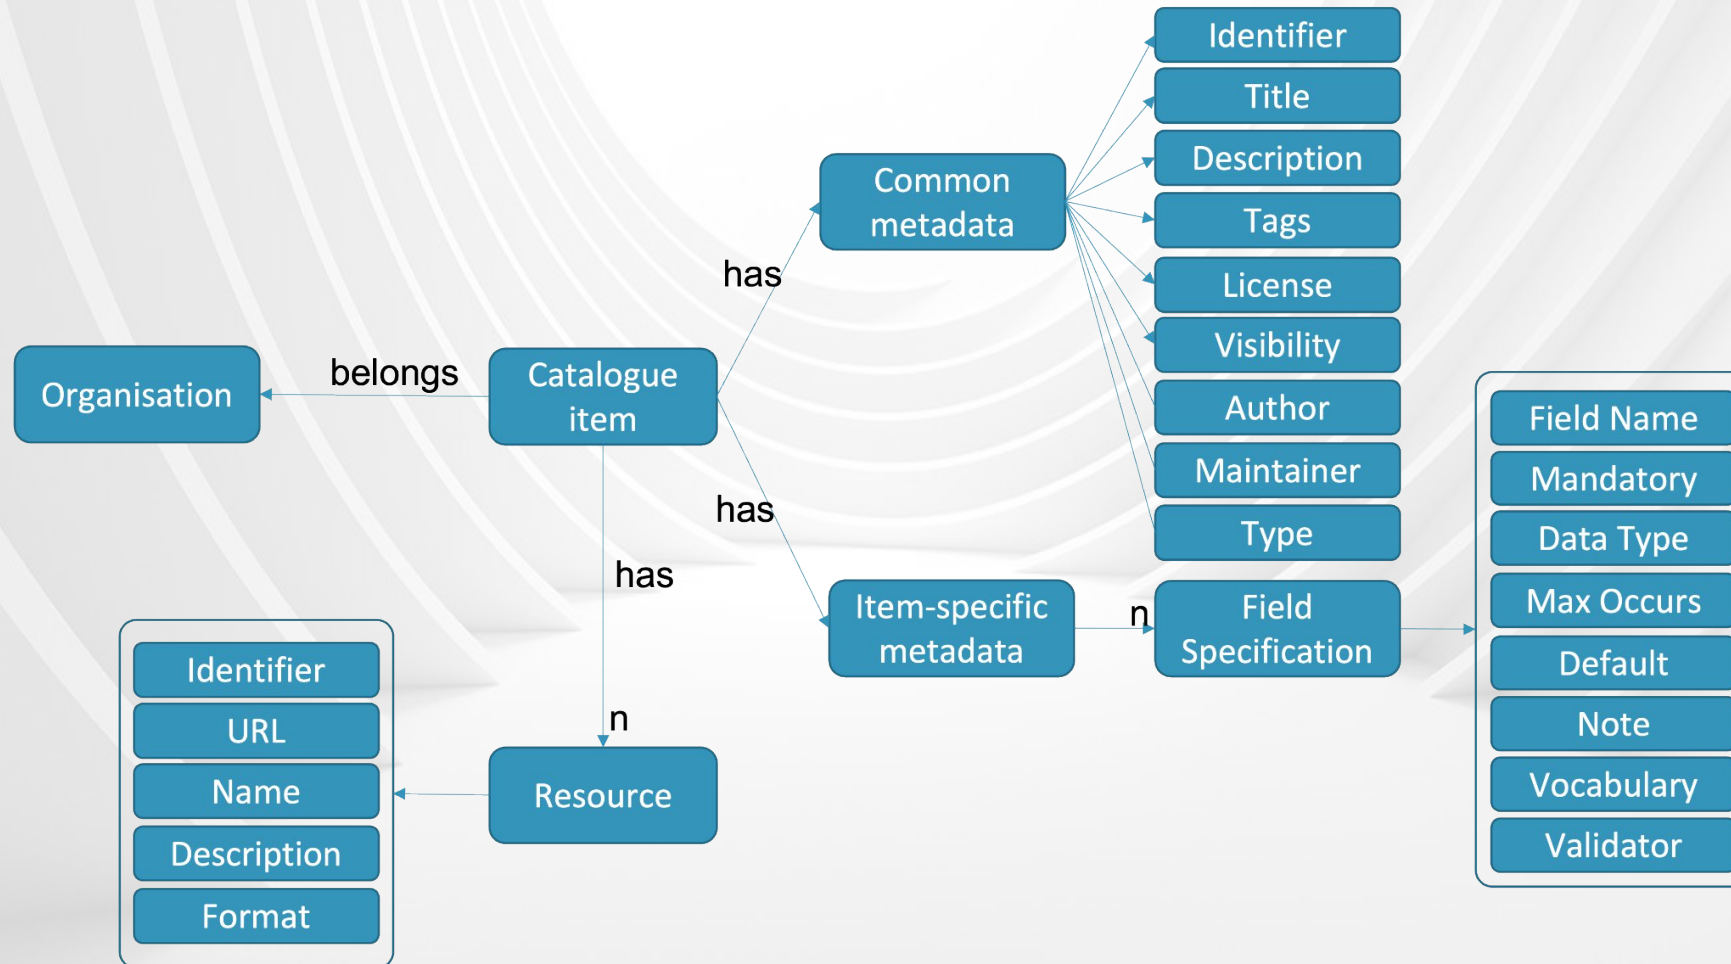 Identifier
Title
Description
Tags
License
Visibility
Author
Maintainer
Type
Common
metadata
has
Organisation
belongs
Catalogue
item
has
has
n
Item-specific
metadata
n
Field
Specification
Field Name
Mandatory
Data Type
Max Occurs
Default
Note
Vocabulary
Validator
Resource
Identifier
URL
Name
Description
Format